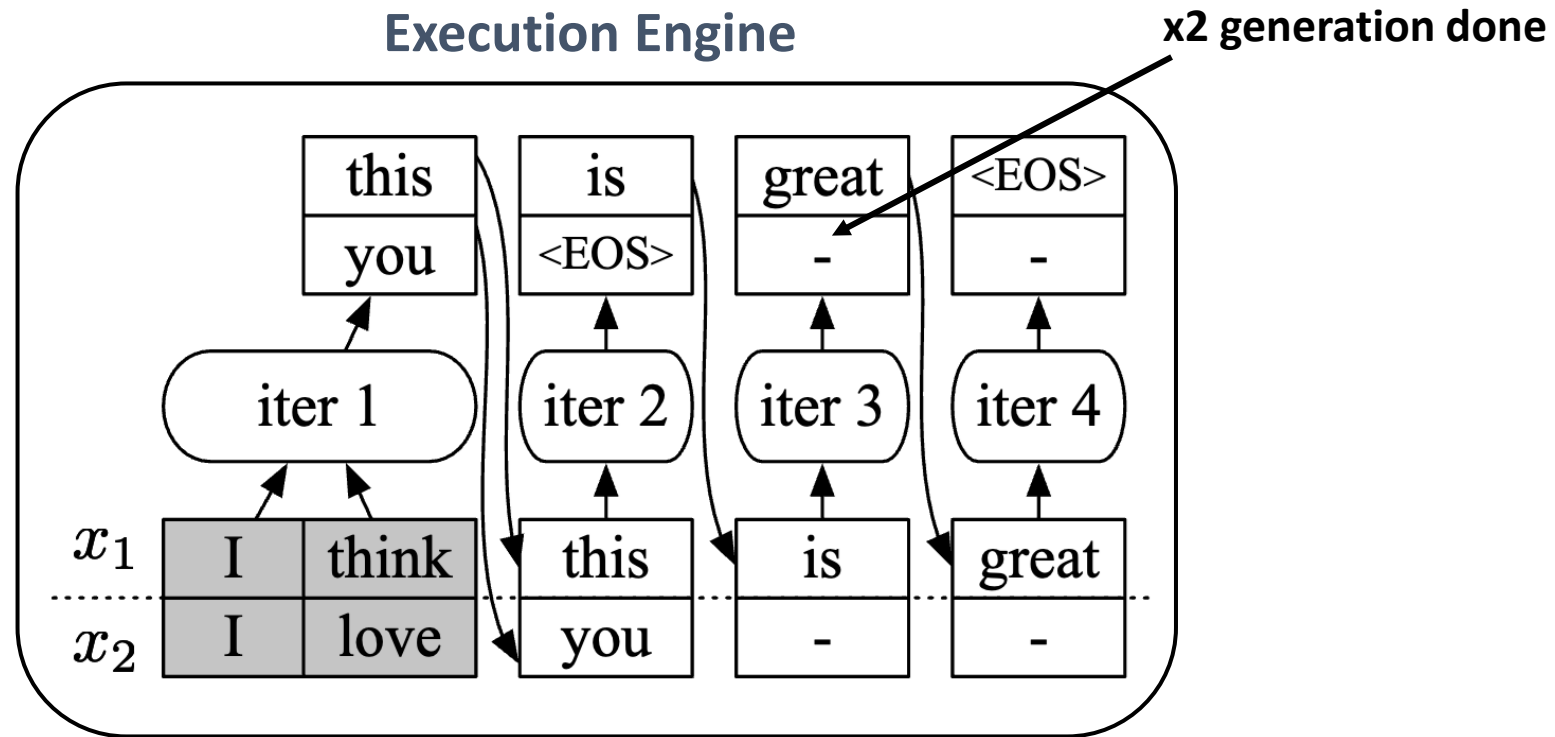 Execution Engine
x2 generation done
this is great <EOS>
you <EOS> - -
iter 1 iter 2 iter 3 iter 4
x₁ I think this is great
x₂ I love you - -